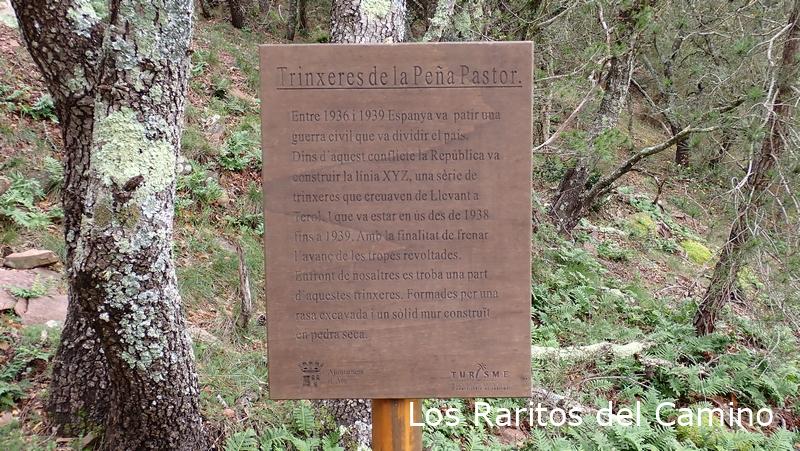 Trinxeres de la Peña Pastor.
Entre 1936 i 1939 Espanya va patir una
guerra civil que va dividir el país.
Dins d'aquest conflicte la República va
construir la línia XYZ, una sèrie de
trinxeres que creuaven de Llevant a
Terol. I que va estar en ús des de 1938
fins a 1939. Amb la finalitat de frenar
l'avanç de les tropes revoltades.
Enfront de nosaltres es troba una part
d'aquestes trinxeres. Formades per una
rasa excavada i un sòlid mur construït
en pedra seca.
Ajuntament
TURISME
Los Raritos del Camino